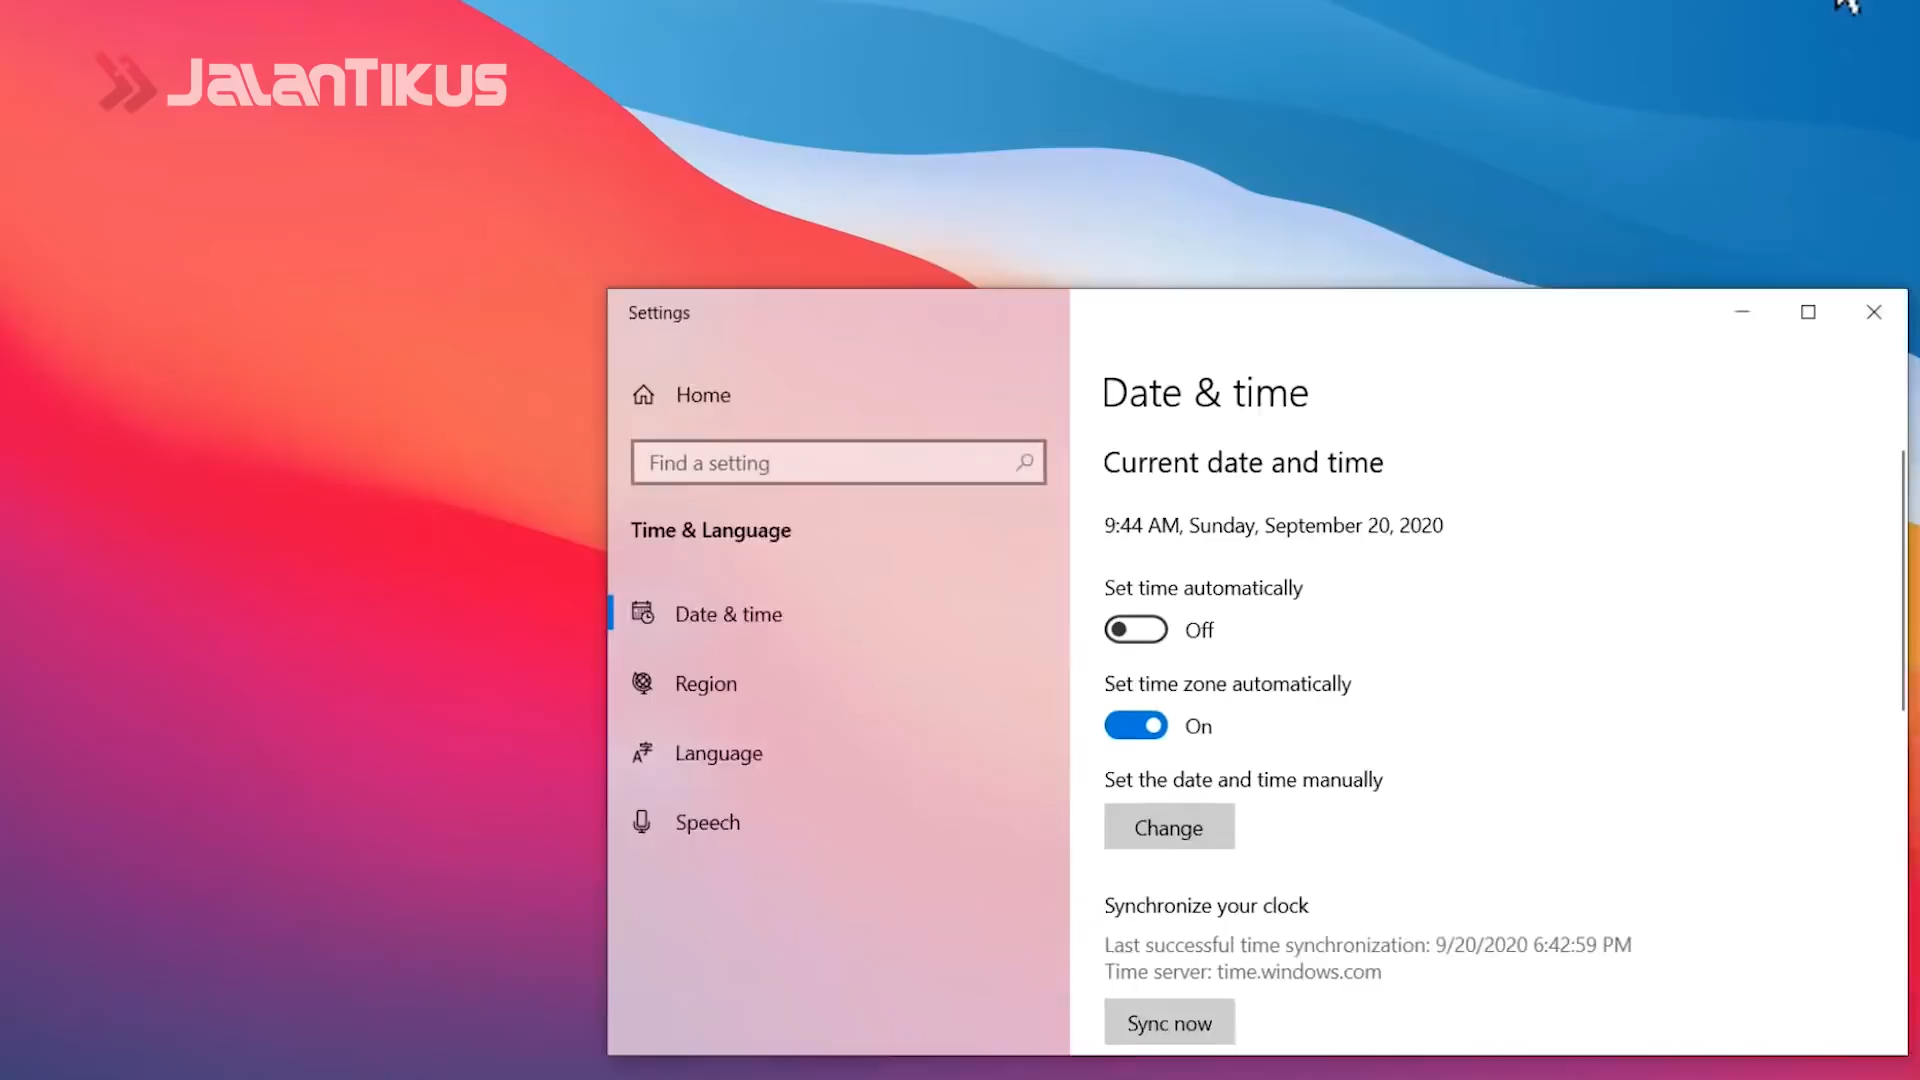 JALANTIKUS
Settings
Home
Find a setting
Time & Language
Date & time
Region
Language
Speech
Date & time
Current date and time
9:44 AM, Sunday, September 20, 2020
Set time automatically
Off
Set time zone automatically
On
Set the date and time manually
Change
Synchronize your clock
Last successful time synchronization: 9/20/2020 6:42:59 PM
Time server: time.windows.com
Sync now